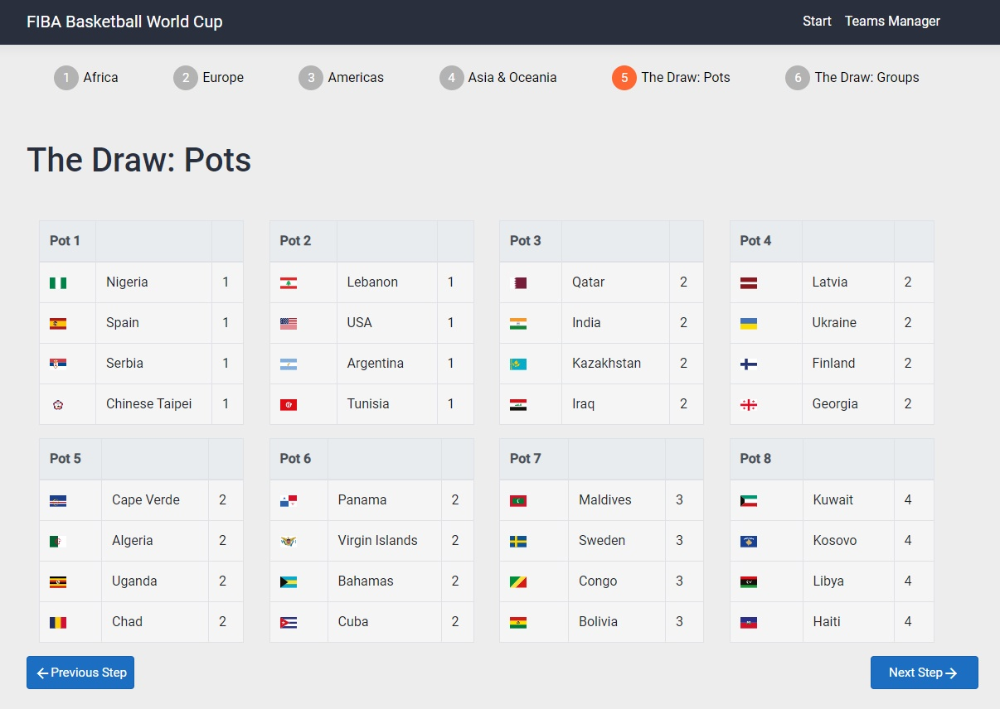 FIBA Basketball World Cup
Start Teams Manager
1 Africa 2 Europe 3 Americas 4 Asia & Oceania 5 The Draw: Pots 6 The Draw: Groups
The Draw: Pots
Pot 1
Nigeria 1
Spain 1
Serbia 1
Chinese Taipei 1
Pot 2
Lebanon 1
USA 1
Argentina 1
Tunisia 1
Pot 3
Qatar 2
India 2
Kazakhstan 2
Iraq 2
Pot 4
Latvia 2
Ukraine 2
Finland 2
Georgia 2
Pot 5
Cape Verde 2
Algeria 2
Uganda 2
Chad 2
Pot 6
Panama 2
Virgin Islands 2
Bahamas 2
Cuba 2
Pot 7
Maldives 3
Sweden 3
Congo 3
Bolivia 3
Pot 8
Kuwait 4
Kosovo 4
Libya 4
Haiti 4
← Previous Step
Next Step →